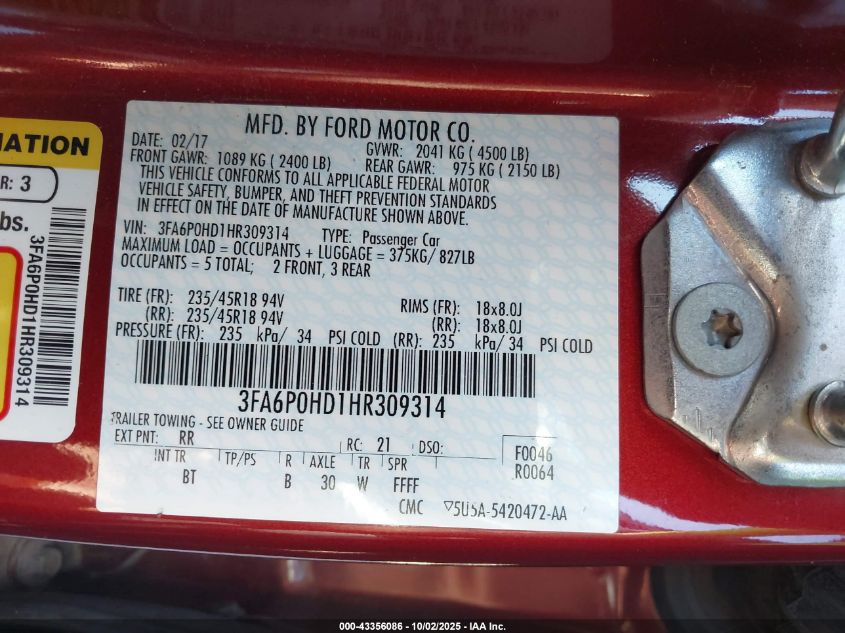 MFD. BY FORD MOTOR CO.
DATE: 02/17 GVWR: 2041 KG ( 4500 LB)
FRONT GAWR: 1089 KG ( 2400 LB) REAR GAWR: 975 KG ( 2150 LB)
THIS VEHICLE CONFORMS TO ALL APPLICABLE FEDERAL MOTOR
VEHICLE SAFETY, BUMPER, AND THEFT PREVENTION STANDARDS
IN EFFECT ON THE DATE OF MANUFACTURE SHOWN ABOVE.
VIN: 3FA6P0HD1HR309314 TYPE: Passenger Car
MAXIMUM LOAD = OCCUPANTS + LUGGAGE = 375KG/ 827LB
OCCUPANTS = 5 TOTAL; 2 FRONT, 3 REAR
TIRE (FR): 235/45R18 94V RIMS (FR): 18x8.0J
(RR): 235/45R18 94V (RR): 18x8.0J
PRESSURE (FR): 235 kPa/ 34 PSI COLD (RR): 235 kPa/ 34 PSI COLD
3FA6P0HD1HR309314
TRAILER TOWING - SEE OWNER GUIDE
EXT PNT: RR RC: 21 DSO: F0046
R0064
INT TR TP/PS R AXLE TR SPR
BT B 30 W FFFF
CMC ▽5U5A-5420472-AA
MATION
R: 3
bs.
3FA6P0HD1HR309314
000-43356086 - 10/02/2025 - IAA Inc.